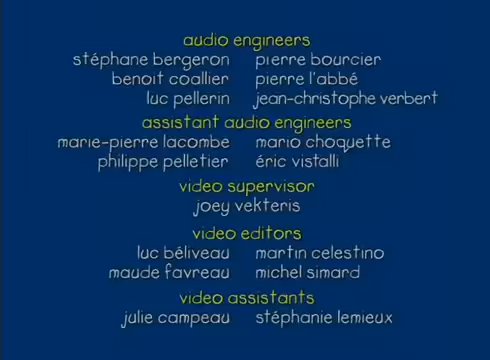 audio engineers
stéphane bergeron pierre bourcier
benoit coallier pierre l'abbé
luc pellerin jean-christophe verbert
assistant audio engineers
marie-pierre lacombe mario choquette
philippe pelletier éric vistalli
video supervisor
joey vekteris
video editors
luc béliveau martin celestino
maude favreau michel simard
video assistants
julie campeau stéphanie lemieux